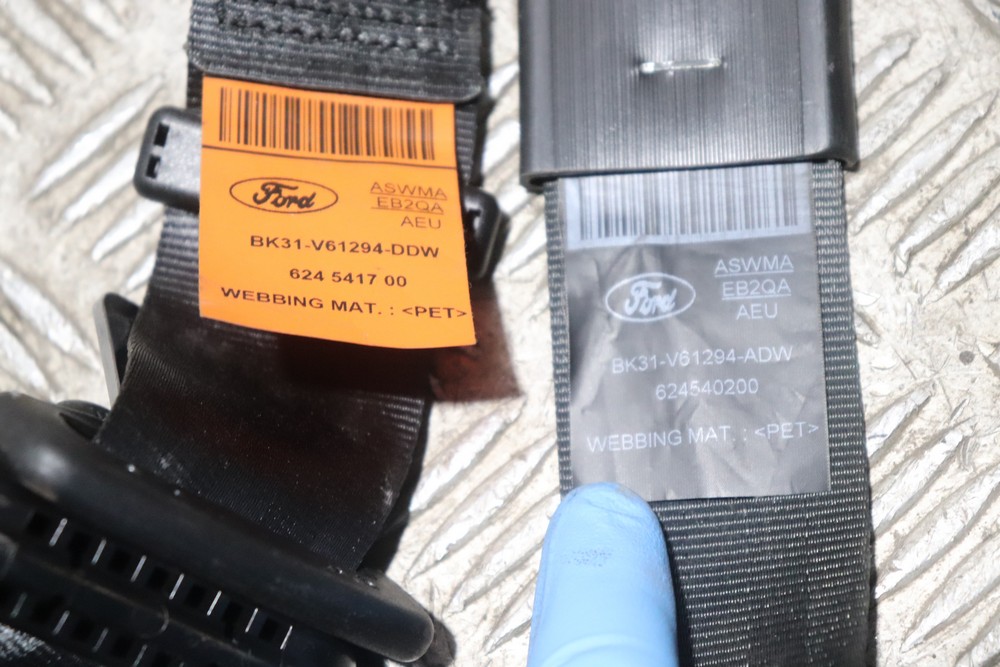 Ford
ASWMA
EB2QA
AEU
BK31-V61294-DDW
624 5417 00
WEBBING MAT. : <PET>
Ford
ASWMA
EB2QA
AEU
BK31-V61294-ADW
624540200
WEBBING MAT. : <PET>